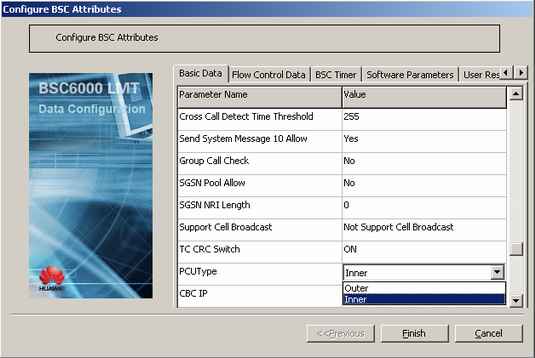 Configure BSC Attributes
Configure BSC Attributes
BSC6000 LMT
Data Configuration
HUAWEI
Basic Data Flow Control Data BSC Timer Software Parameters User Res
Parameter Name Value
Cross Call Detect Time Threshold 255
Send System Message 10 Allow Yes
Group Call Check No
SGSN Pool Allow No
SGSN NRI Length 0
Support Cell Broadcast Not Support Cell Broadcast
TC CRC Switch ON
PCUType Inner
CBC IP
Outer
Inner
<<Previous Finish Cancel